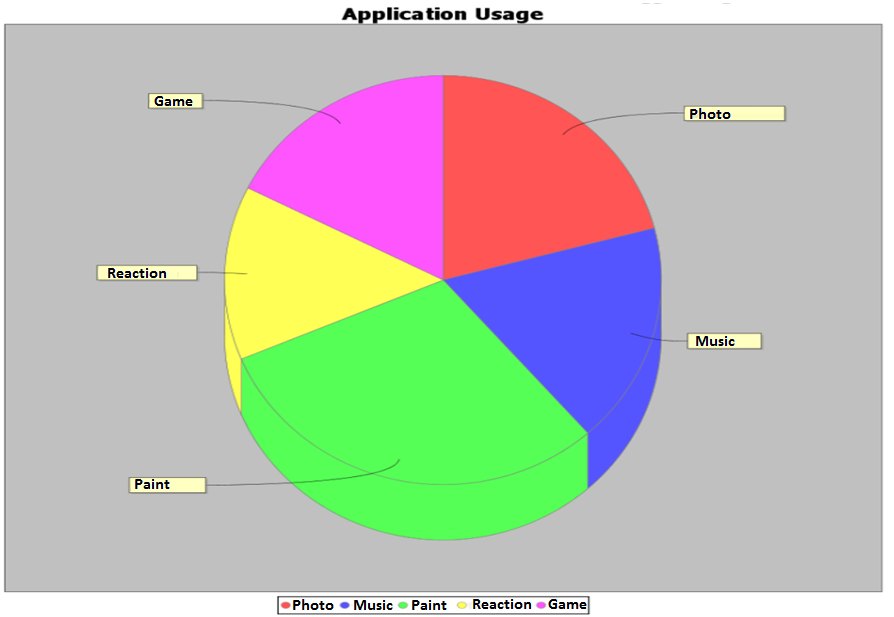 Application Usage
Game
Photo
Reaction
Music
Paint
Photo Music Paint Reaction Game